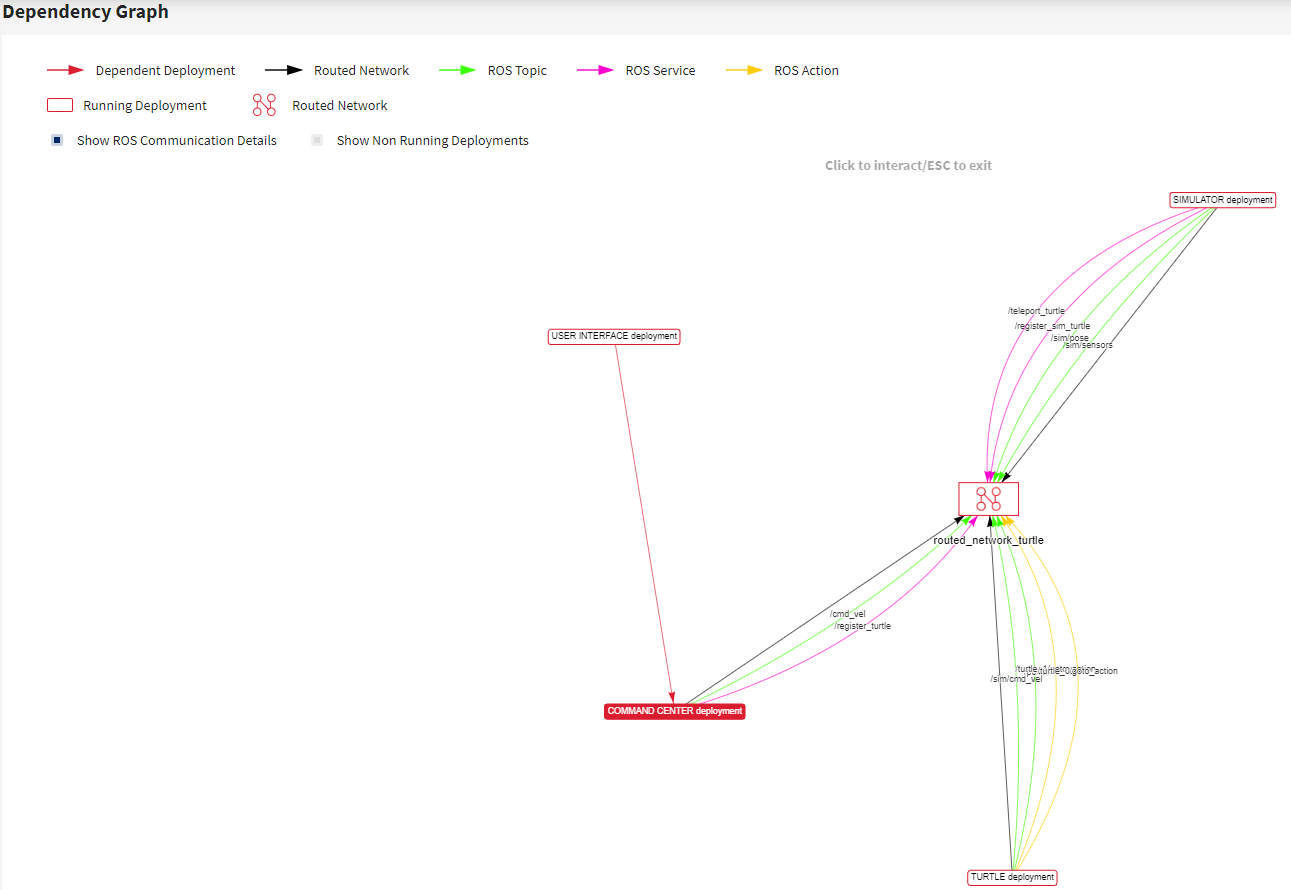 Dependency Graph
Dependent Deployment
Routed Network
ROS Topic
ROS Service
ROS Action
Running Deployment
Routed Network
Show ROS Communication Details
Show Non Running Deployments
Click to interact/ESC to exit
SIMULATOR deployment
/teleport_turtle
/register_sim_turtle
/sim/pose
/sim/sensors
USER INTERFACE deployment
routed_network_turtle
/cmd_vel
/register_turtle
/sim/cmd_vel
COMMAND CENTER deployment
TURTLE deployment